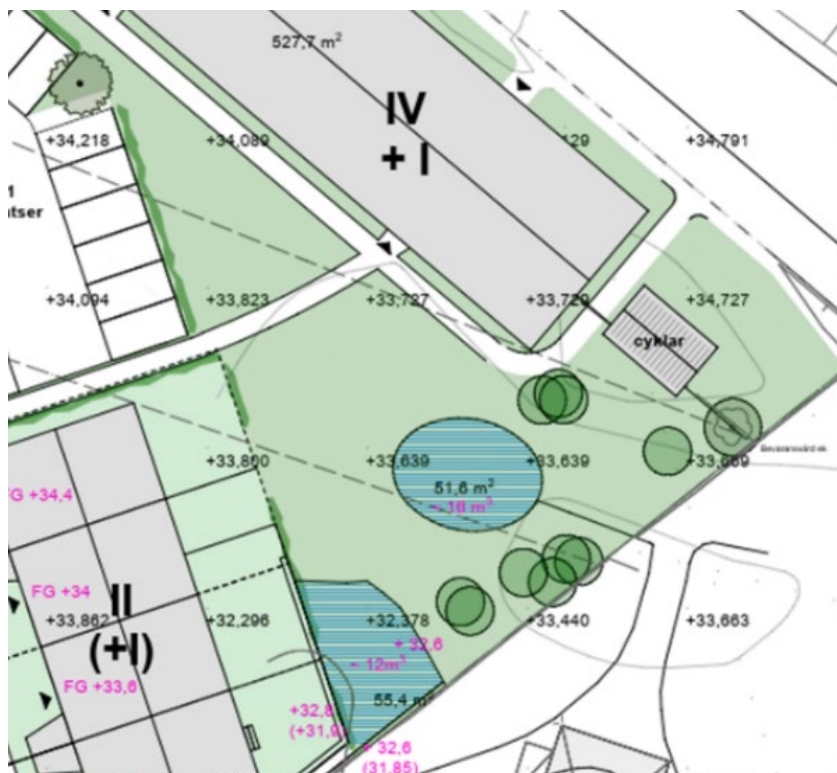 527,7 m²
IV
+ I
+34,218
+34,089
+34,791
tser
+34,094
+33,823
+33,727
+33,729
+34,727
cyklar
+33,800
+33,639
+33,639
+33,669
51,6 m²
FG +34,4
FG +34
II
(+I)
+33,862
+32,296
+32,378
+33,440
+33,663
+ 32,6
~ 12m³
FG +33,6
55,4 m²
+32,8
(+31,9)
+ 32,6
(31,85)